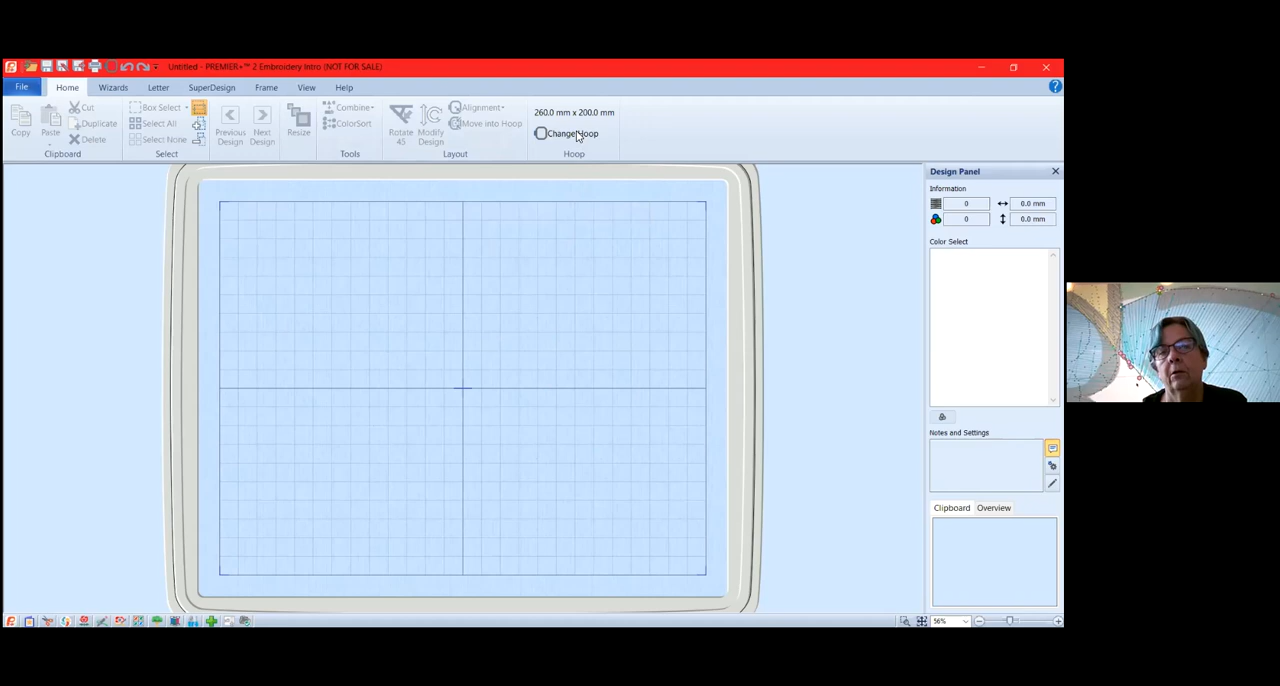 Untitled - PREMIER+™ 2 Embroidery Intro (NOT FOR SALE)
File Home Wizards Letter SuperDesign Frame View Help
Copy
Paste
Cut
Duplicate
Delete
Clipboard
Box Select
Select All
Select None
Select
Previous
Design
Next
Design
Resize
Combine
ColorSort
Tools
Rotate
45
Modify
Design
Alignment
Move into Hoop
Layout
260.0 mm x 200.0 mm
Change Hoop
Hoop
Design Panel
Information
0 0.0 mm
0 0.0 mm
Color Select
Notes and Settings
Clipboard Overview
56%